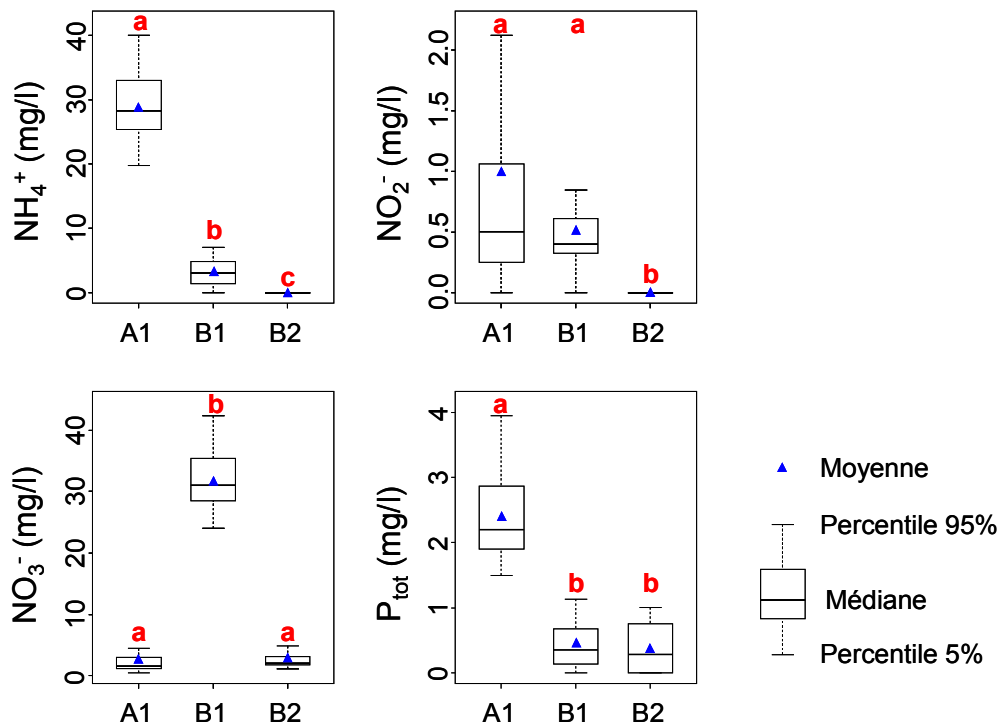 NH₄⁺ (mg/l)
40
30
20
10
0
a
b
c
A1 B1 B2
NO₂⁻ (mg/l)
2.0
1.5
1.0
0.5
0.0
a
a
b
A1 B1 B2
NO₃⁻ (mg/l)
40
30
20
10
0
a
b
a
A1 B1 B2
P_tot (mg/l)
4
3
2
1
0
a
b
b
A1 B1 B2
Moyenne
Percentile 95%
Médiane
Percentile 5%